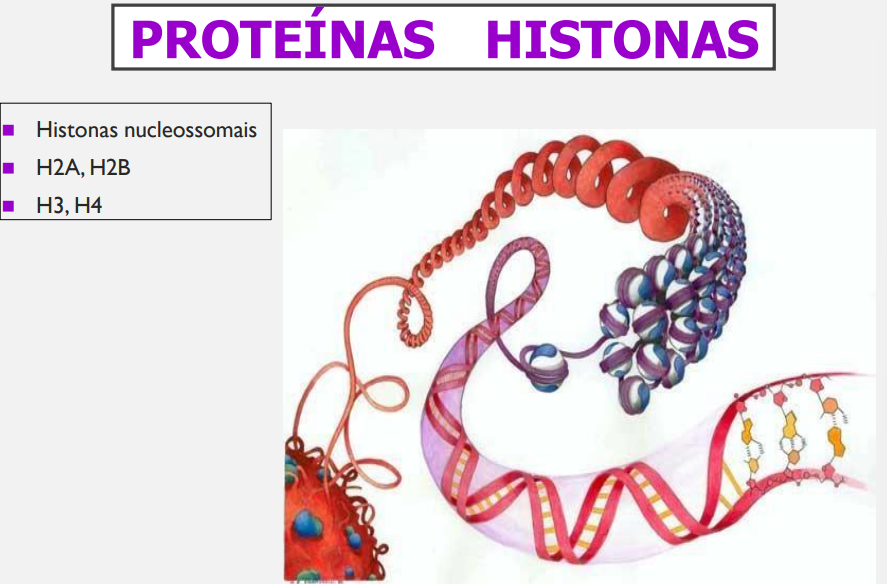 PROTEÍNAS HISTONAS
Histonas nucleossomais
H2A, H2B
H3, H4